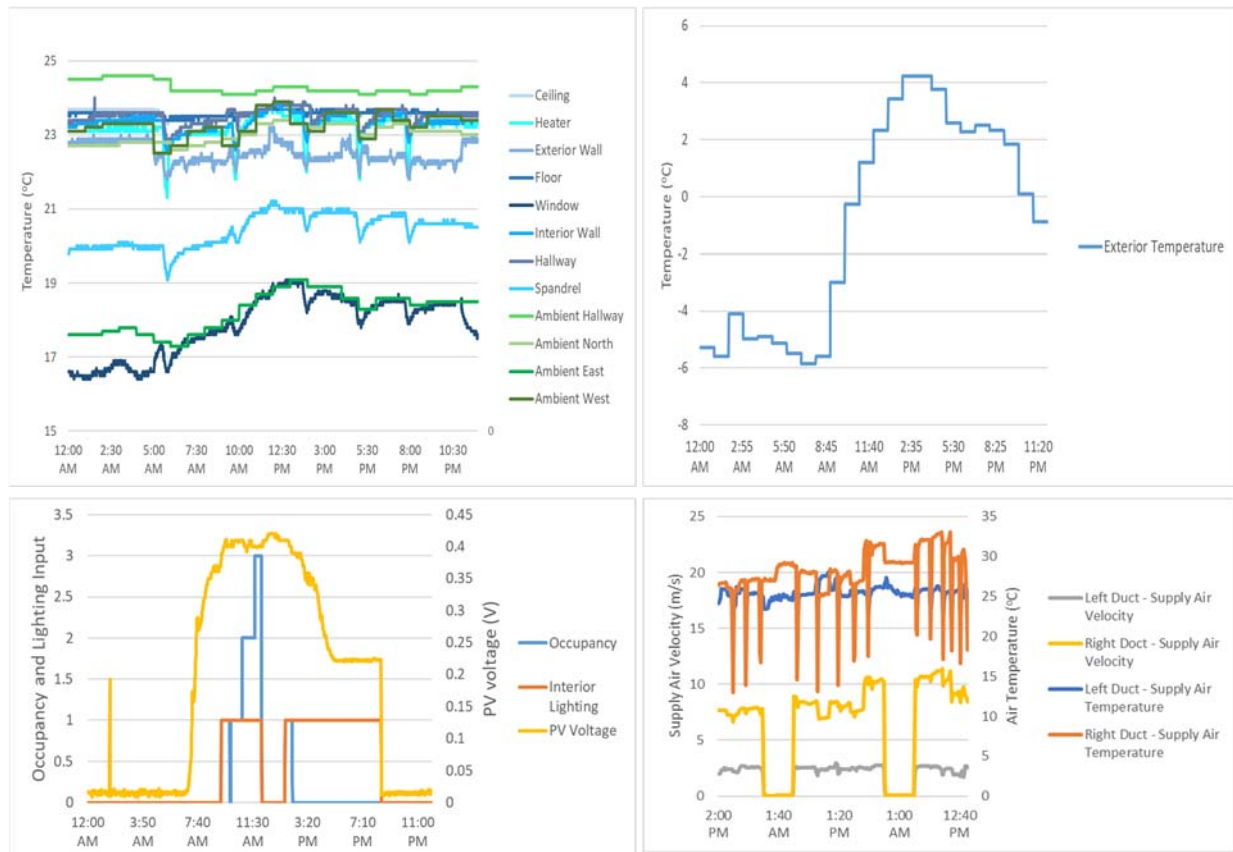 25
23
21
19
17
15
0
Temperature (°C)
12:00 AM
2:30 AM
5:00 AM
7:30 AM
10:00 AM
12:30 PM
3:00 PM
5:30 PM
8:00 PM
10:30 PM
Ceiling
Heater
Exterior Wall
Floor
Window
Interior Wall
Hallway
Spandrel
Ambient Hallway
Ambient North
Ambient East
Ambient West
6
4
2
0
-2
-4
-6
-8
Temperature (°C)
12:00 AM
2:55 AM
5:50 AM
8:45 AM
11:40 AM
2:35 PM
5:30 PM
8:25 PM
11:20 PM
Exterior Temperature
3.5
3
2.5
2
1.5
1
0.5
0
Occupancy and Lighting Input
0.45
0.4
0.35
0.3
0.25
0.2
0.15
0.1
0.05
0
PV voltage (V)
12:00 AM
3:50 AM
7:40 AM
11:30 AM
3:20 PM
7:10 PM
11:00 PM
Occupancy
Interior
Lighting
PV Voltage
25
20
15
10
5
0
Supply Air Velocity (m/s)
35
30
25
20
15
10
5
0
Air Temperature (°C)
2:00 PM
1:40 AM
1:20 PM
1:00 AM
12:40 PM
Left Duct - Supply Air
Velocity
Right Doct - Supply Air
Velocity
Left Duct - Supply Air
Temperature
Right Duct - Supply Air
Temperature